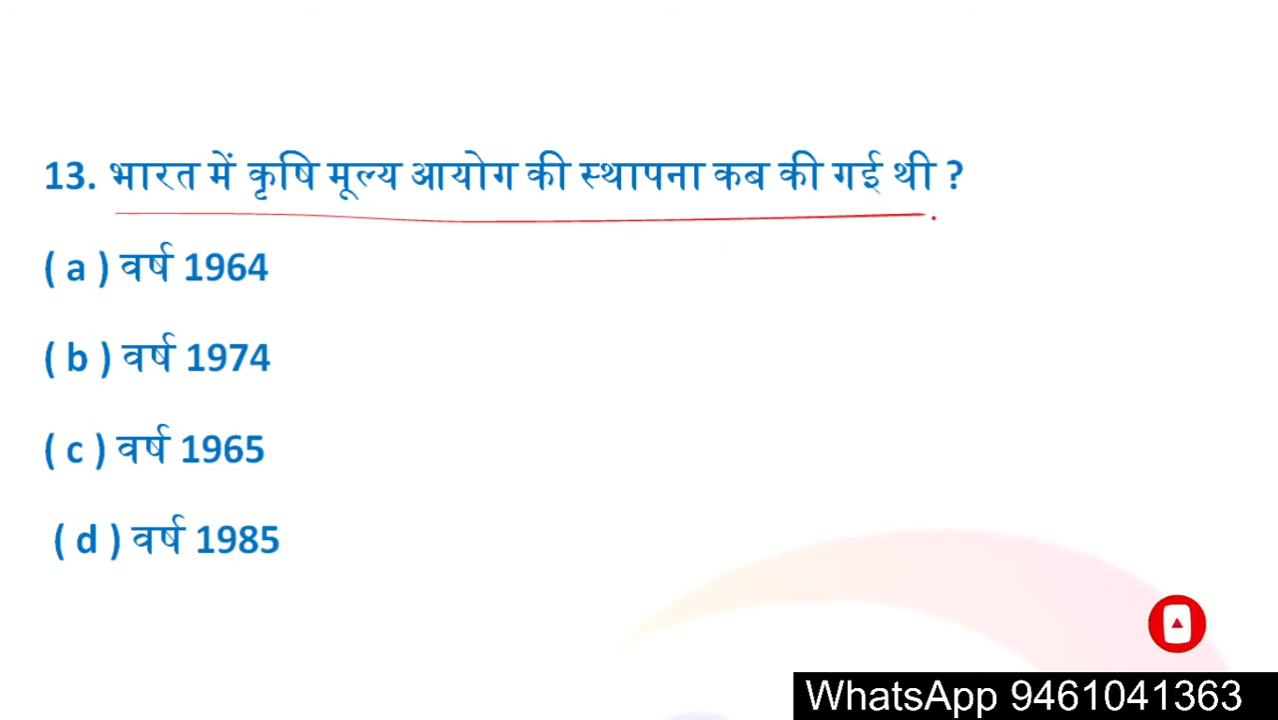 13. भारत में कृषि मूल्य आयोग की स्थापना कब की गई थी ?
( a ) वर्ष 1964
( b ) वर्ष 1974
( c ) वर्ष 1965
( d ) वर्ष 1985
WhatsApp 9461041363